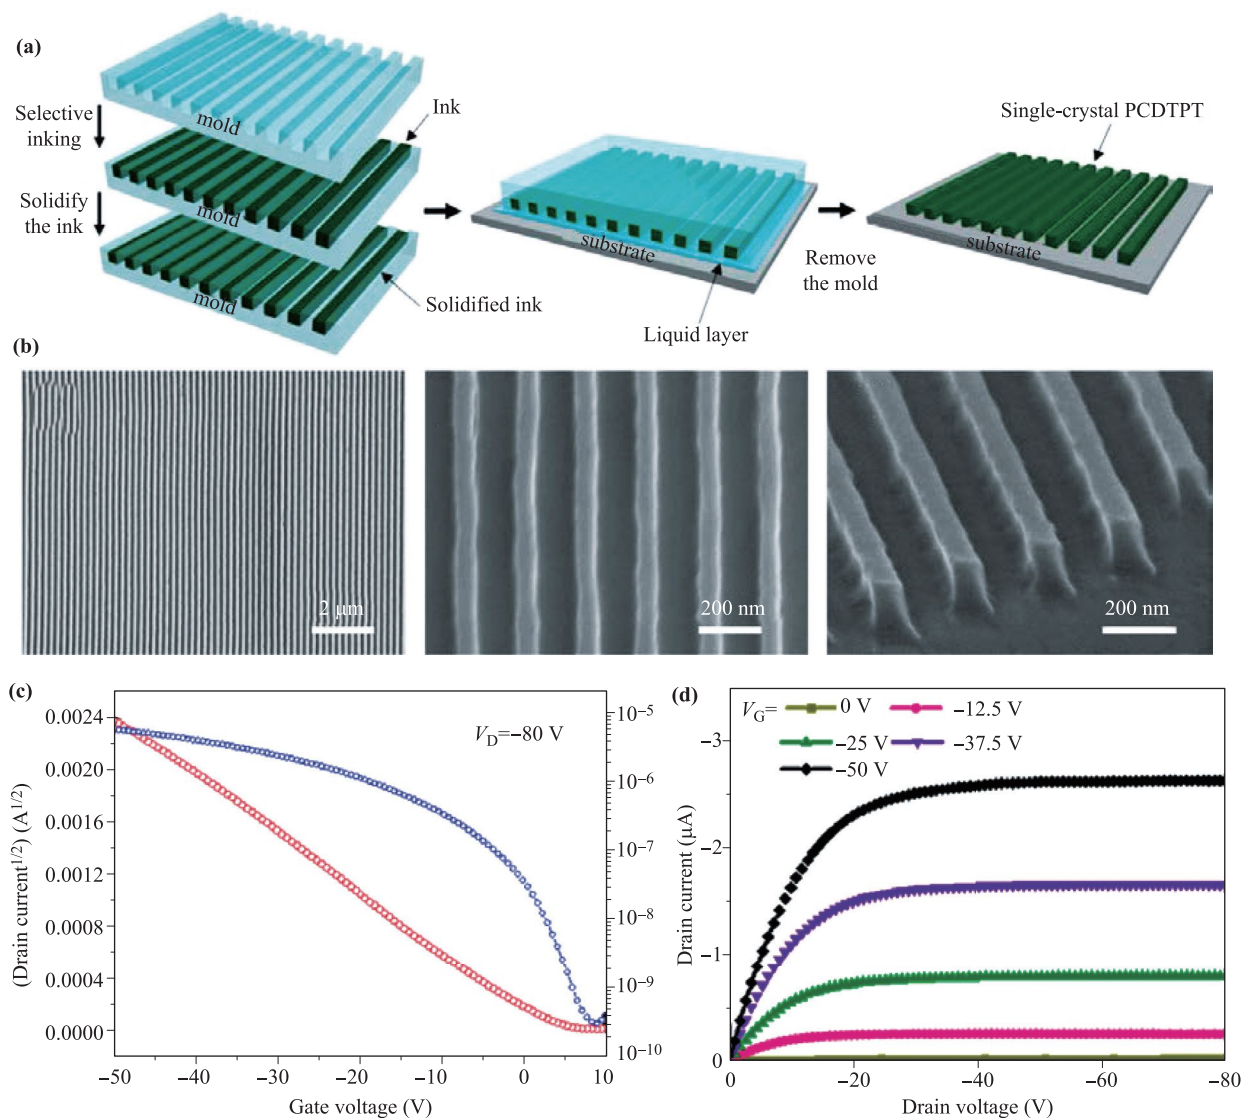 (a)
Selective
inking
Solidify
the ink
mold
mold
mold
Ink
Solidified ink
substrate
Liquid layer
Remove
the mold
Single-crystal PCDTPT
substrate
(b)
2 μm
200 nm
200 nm
(c)
(Drain current^1/2) (A^1/2)
0.0024
0.0020
0.0016
0.0012
0.0008
0.0004
0.0000
V_D=−80 V
10^−5
10^−6
10^−7
10^−8
10^−9
10^−10
−50 −40 −30 −20 −10 0 10
Gate voltage (V)
(d)
V_G= 0 V −12.5 V
−25 V −37.5 V
−50 V
Drain current (μA)
−3
−2
−1
0
0 −20 −40 −60 −80
Drain voltage (V)